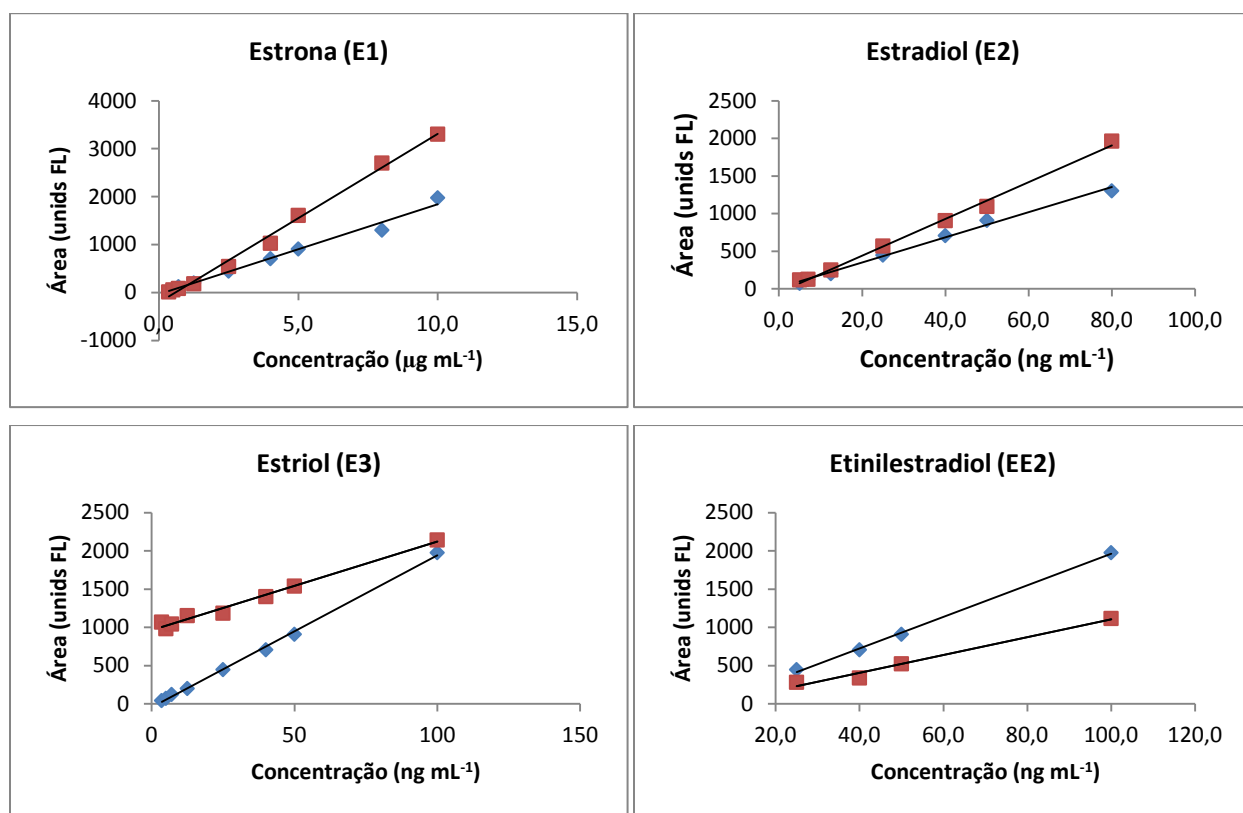 Estrona (E1)
4000
3000
2000
1000
0
-1000
0,0 5,0 10,0 15,0
Área (unids FL)
Concentração (µg mL⁻¹)
Estradiol (E2)
2500
2000
1500
1000
500
0
0,0 20,0 40,0 60,0 80,0 100,0
Área (unids FL)
Concentração (ng mL⁻¹)
Estriol (E3)
2500
2000
1500
1000
500
0
0 50 100 150
Área (unids FL)
Concentração (ng mL⁻¹)
Etinilestradiol (EE2)
2500
2000
1500
1000
500
0
20,0 40,0 60,0 80,0 100,0 120,0
Área (unids FL)
Concentração (ng mL⁻¹)